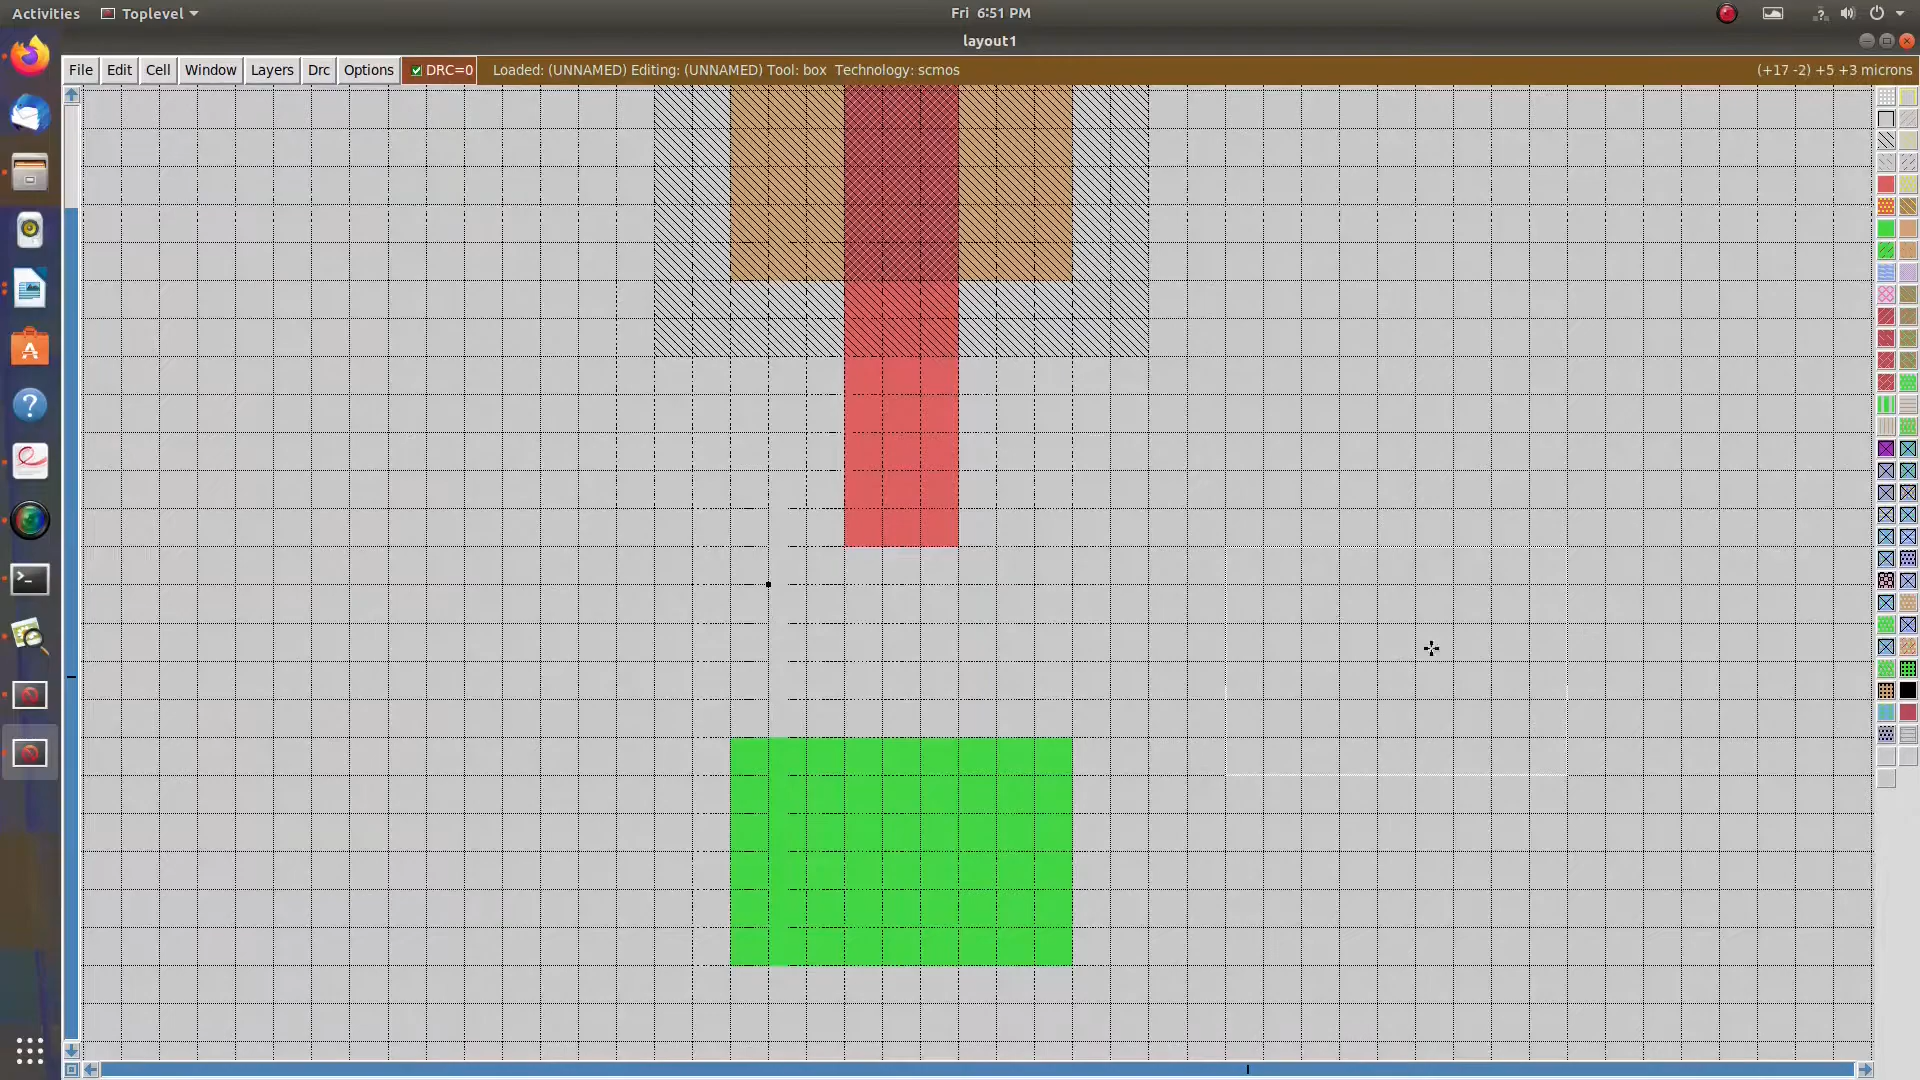 Activities Toplevel Fri 6:51 PM
layout1
File Edit Cell Window Layers Drc Options DRC=0 Loaded: (UNNAMED) Editing: (UNNAMED) Tool: box Technology: scmos (+17 -2) +5 +3 microns